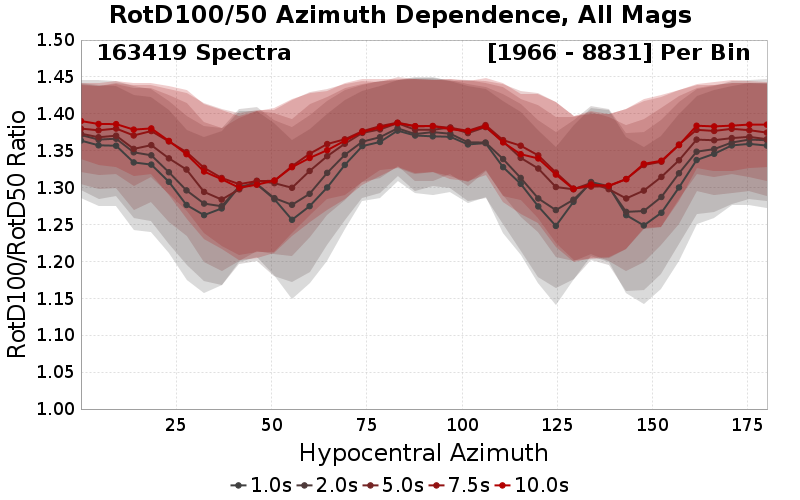 RotD100/50 Azimuth Dependence, All Mags
163419 Spectra
[1966 - 8831] Per Bin
RotD100/RotD50 Ratio
1.50
1.45
1.40
1.35
1.30
1.25
1.20
1.15
1.10
1.05
1.00
25 50 75 100 125 150 175
Hypocentral Azimuth
1.0s 2.0s 5.0s 7.5s 10.0s